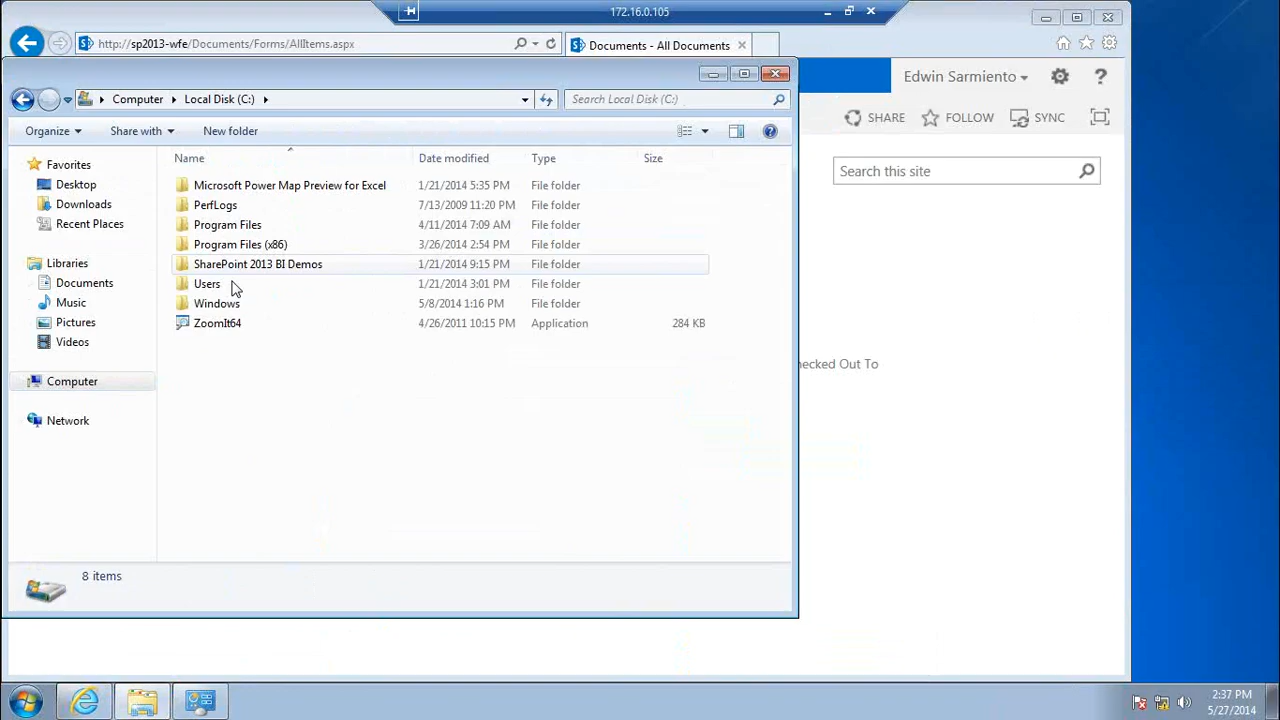 172.16.0.105
http://sp2013-wfe/Documents/Forms/AllItems.aspx
Documents - All Documents
Edwin Sarmiento
SHARE FOLLOW SYNC
Search this site
hecked Out To
Computer Local Disk (C:)
Search Local Disk (C:)
Organize Share with New folder
Name Date modified Type Size
Favorites
Desktop
Downloads
Recent Places
Libraries
Documents
Music
Pictures
Videos
Computer
Network
Microsoft Power Map Preview for Excel 1/21/2014 5:35 PM File folder
PerfLogs 7/13/2009 11:20 PM File folder
Program Files 4/11/2014 7:09 AM File folder
Program Files (x86) 3/26/2014 2:54 PM File folder
SharePoint 2013 BI Demos 1/21/2014 9:15 PM File folder
Users 1/21/2014 3:01 PM File folder
Windows 5/8/2014 1:16 PM File folder
ZoomIt64 4/26/2011 10:15 PM Application 284 KB
8 items
2:37 PM
5/27/2014